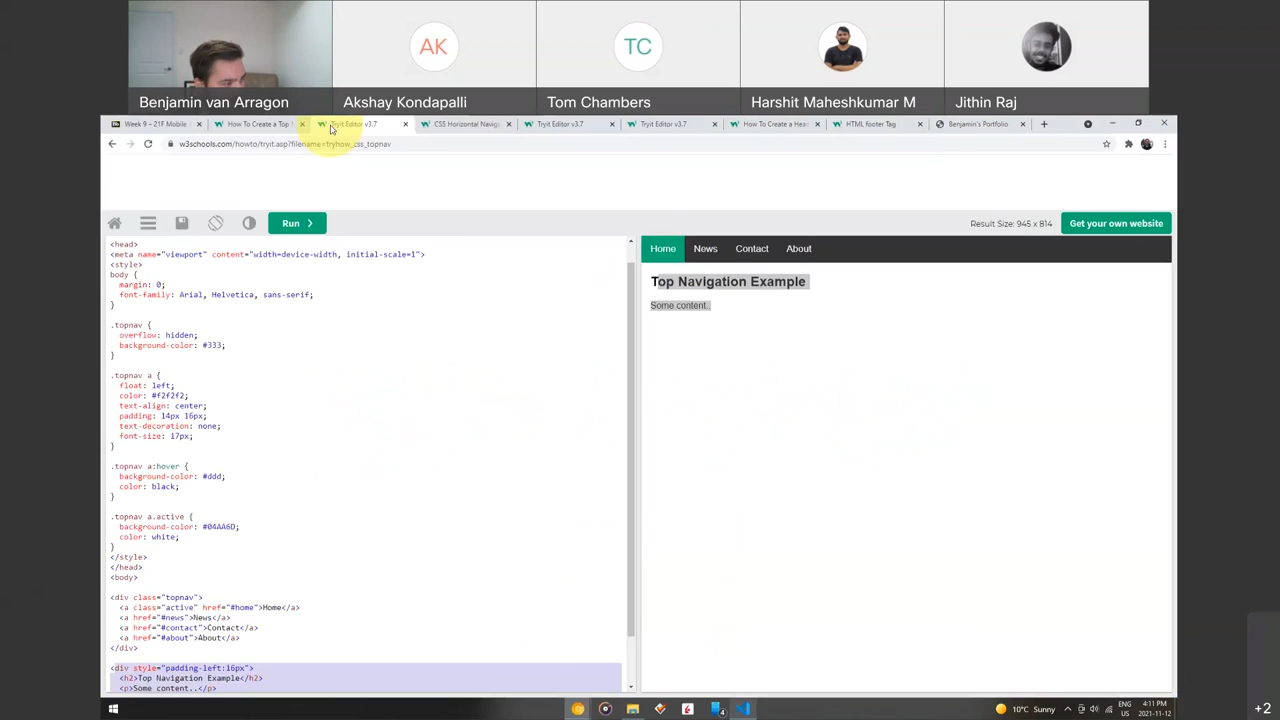 AK
TC
Benjamin van Arragon
Akshay Kondapalli
Tom Chambers
Harshit Maheshkumar M
Jithin Raj
Week 9 – 21F Mobile
How To Create a Top
Tryit Editor v3.7
CSS Horizontal Navig
Tryit Editor v3.7
Tryit Editor v3.7
How To Create a Hea
HTML footer Tag
Benjamin's Portfolio
w3schools.com/howto/tryit.asp?filename=tryhow_css_topnav
Run
Result Size: 945 x 814
Get your own website
<head>
<meta name="viewport" content="width=device-width, initial-scale=1">
<style>
body {
margin: 0;
font-family: Arial, Helvetica, sans-serif;
}
.topnav {
overflow: hidden;
background-color: #333;
}
.topnav a {
float: left;
color: #f2f2f2;
text-align: center;
padding: 14px 16px;
text-decoration: none;
font-size: 17px;
}
.topnav a:hover {
background-color: #ddd;
color: black;
}
.topnav a.active {
background-color: #04AA6D;
color: white;
}
</style>
</head>
<body>
<div class="topnav">
<a class="active" href="#home">Home</a>
<a href="#news">News</a>
<a href="#contact">Contact</a>
<a href="#about">About</a>
</div>
<div style="padding-left:16px">
<h2>Top Navigation Example</h2>
<p>Some content..</p>
Home News Contact About
Top Navigation Example
Some content..
4
10°C Sunny
ENG
US
4:11 PM
2021-11-12
+2